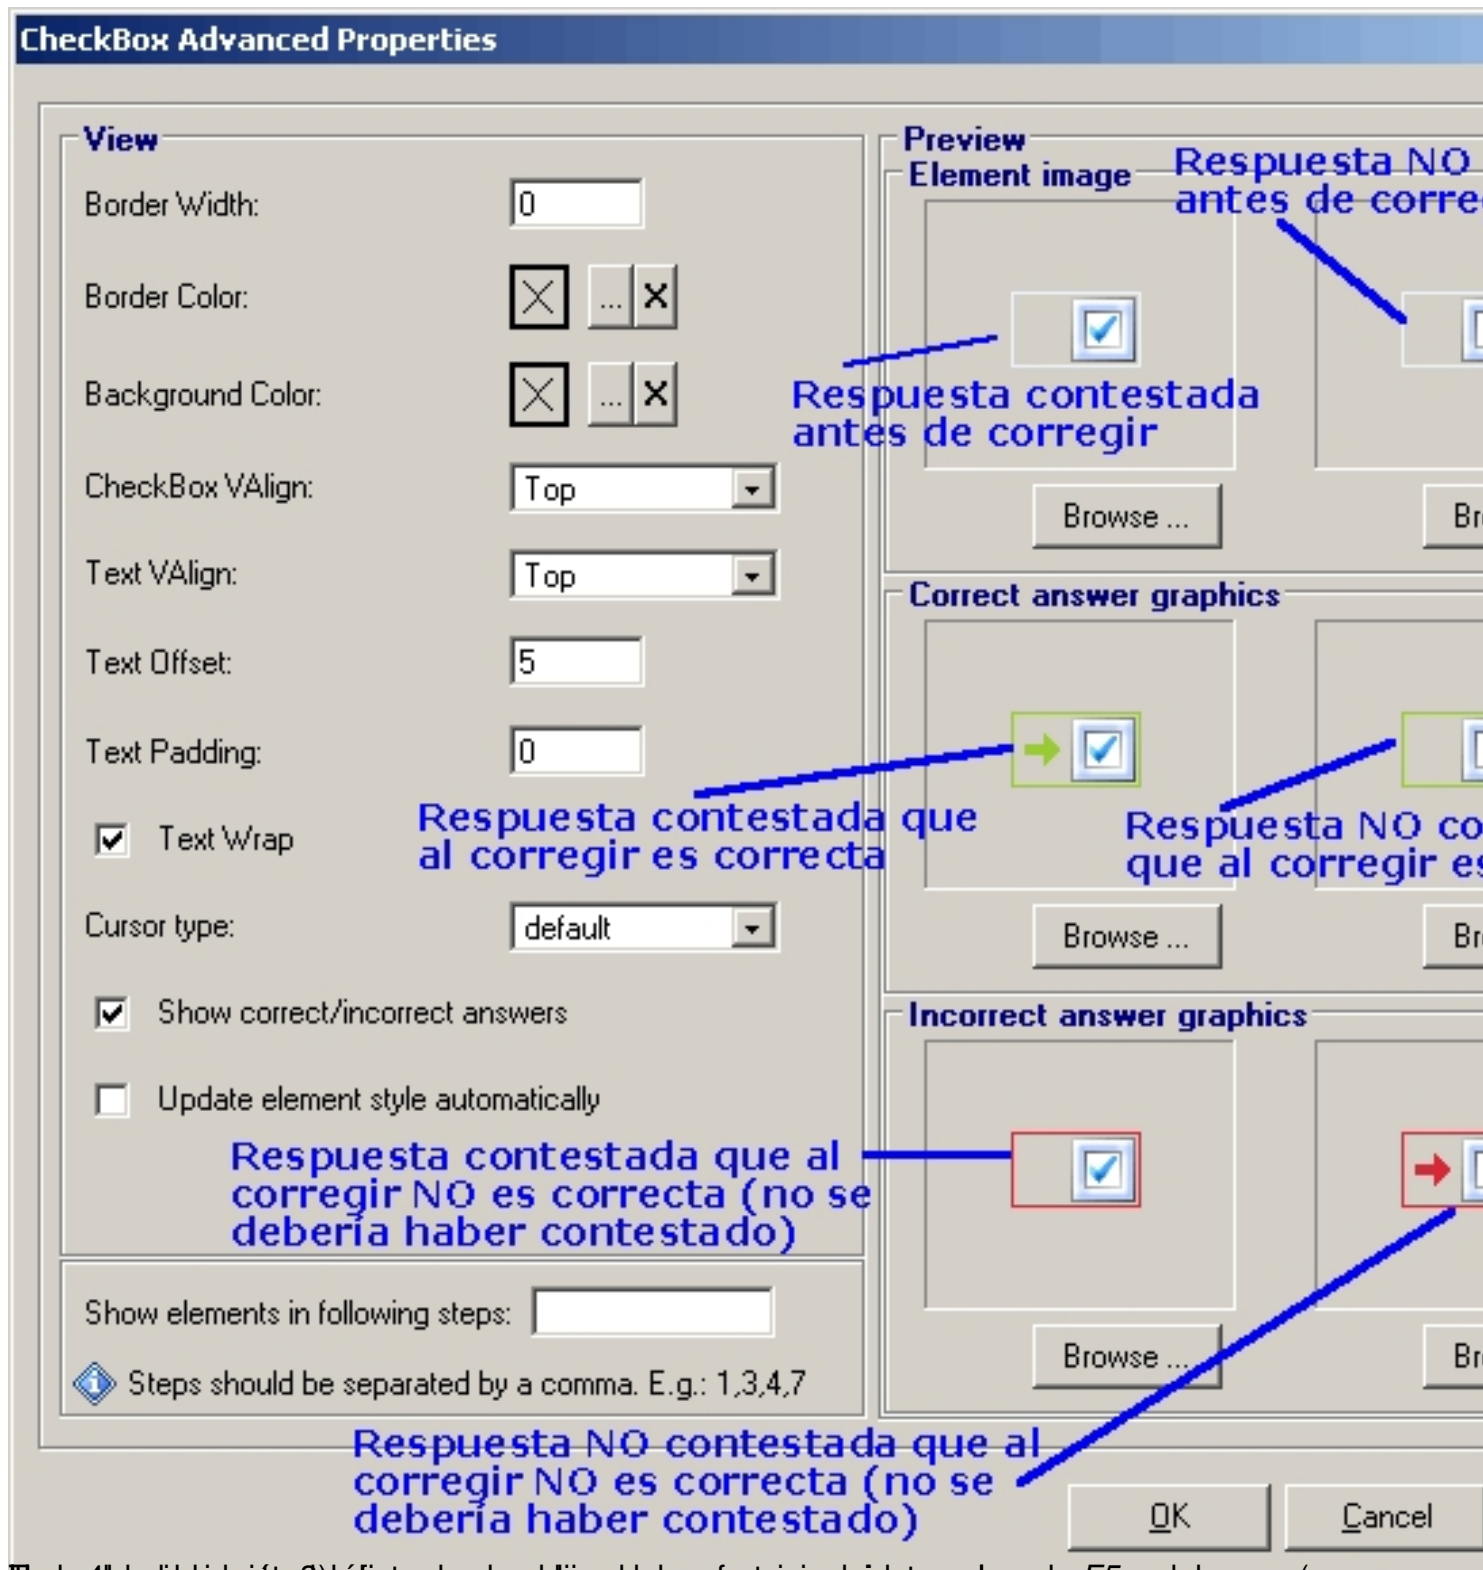 CheckBox Advanced Properties
View
Border Width:
0
Border Color:
...
X
Background Color:
...
X
CheckBox VAlign:
Top
Text VAlign:
Top
Text Offset:
5
Text Padding:
0
Text Wrap
Cursor type:
default
Show correct/incorrect answers
Update element style automatically
Respuesta contestada que al
corregir NO es correcta (no se
debería haber contestado)
Show elements in following steps:
Steps should be separated by a comma. E.g.: 1,3,4,7
Preview
Element image
Respuesta NO
antes de
Respuesta contestada
antes de corregir
Browse ...
Correct answer graphics
Respuesta contestada que
al corregir es correcta
Respuesta NO
que al corregir
Browse ...
Incorrect answer graphics
Browse ...
Respuesta NO contestada que al
corregir NO es correcta (no se
debería haber contestado)
OK
Cancel